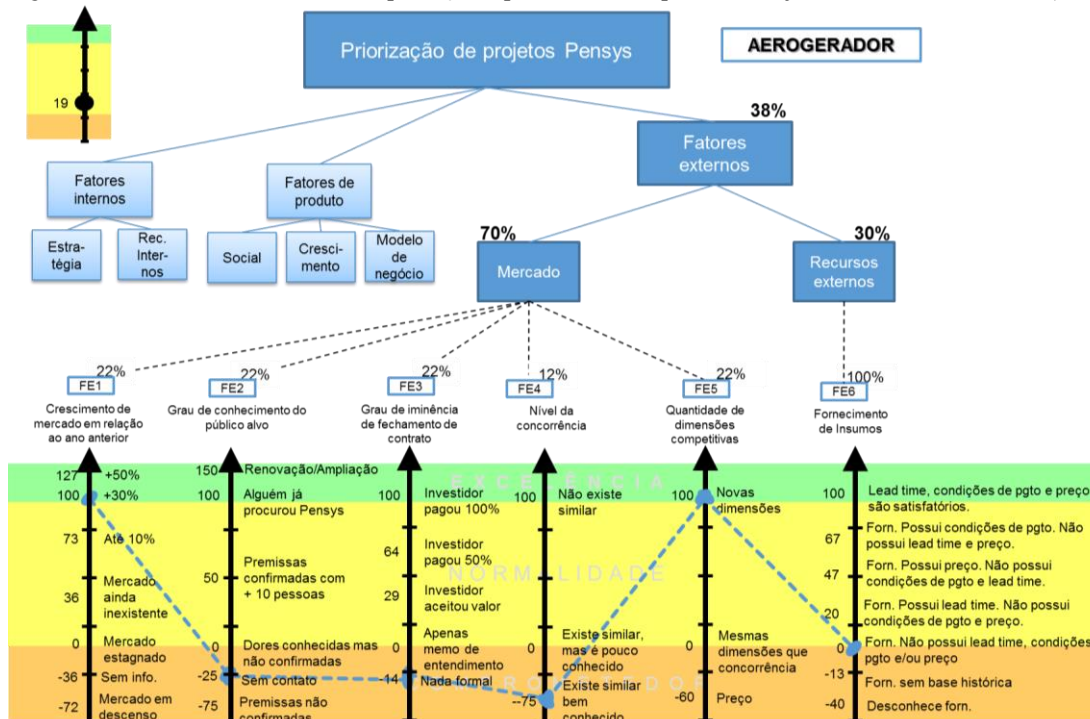 Priorização de projetos Pensys
AEROGERADOR
19
38%
Fatores
externos
Fatores
internos
Fatores de
produto
Estra-
tégia
Rec.
Inter-
nos
Social
Cresci-
mento
Modelo
de
negócio
70%
Mercado
30%
Recursos
externos
22%
FE1
Crescimento de
mercado em relação
ao ano anterior
22%
FE2
Grau de conhecimento do
público alvo
22%
FE3
Grau de iminência
de fechamento de
contrato
12%
FE4
Nível da
concorrência
22%
FE5
Quantidade de
dimensões
competitivas
100%
FE6
Fornecimento
de Insumos
EXCELÊNCIA
NORMALIDADE
COMPROMETEDOR
127 +50%
100 +30%
73 Até 10%
36 Mercado
ainda
inexistente
0 Mercado
estagnado
-36 Sem info.
-72 Mercado em
descenso
150 Renovação/Ampliação
100 Alguém já
procurou Pensys
50 Premissas
confirmadas com
+ 10 pessoas
0 Dores conhecidas mas
não confirmadas
-25 Sem contato
-75 Premissas não
confirmadas
100 Investidor
pagou 100%
64 Investidor
pagou 50%
29 Investidor
aceitou valor
0 Apenas
memo de
entendimento
-14 Nada formal
100 Não existe
similar
0 Existe similar,
mas é pouco
conhecido
--75 Existe similar
bem
conhecido
100 Novas
dimensões
0 Mesmas
dimensões que
concorrência
-60 Preço
100 Lead time, condições de pgto e preço
são satisfatórios.
67 Forn. Possui condições de pgto. Não
possui lead time e preço.
47 Forn. Possui preço. Não possui
condições de pgto e lead time.
20 Forn. Possui lead time. Não possui
condições de pgto e preço.
0 Forn. Não possui lead time, condições
pgto e/ou preço
-13 Forn. sem base histórica
-40 Desconhece forn.